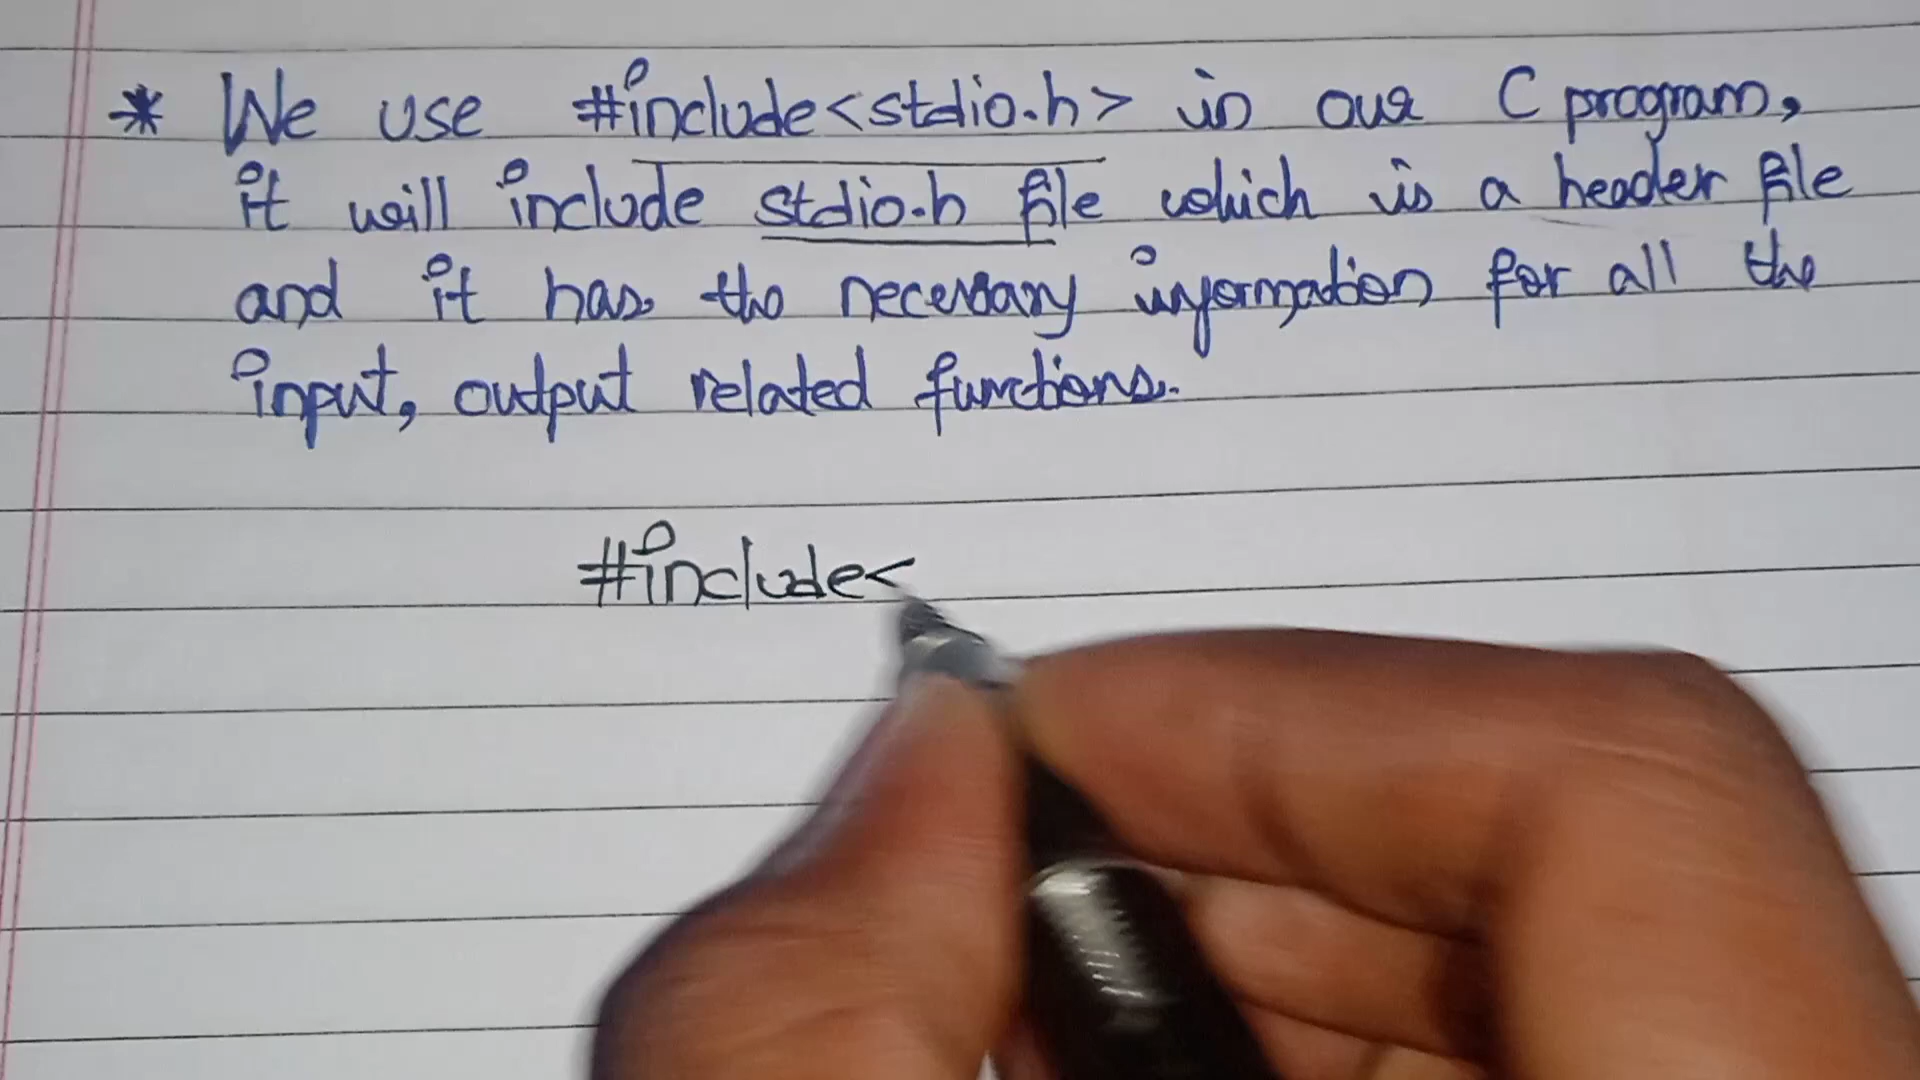 * We use #include<stdio.h> in our C program,
it will include stdio.h file which is a header file
and it has the necessary information for all the
input, output related functions.
#include<